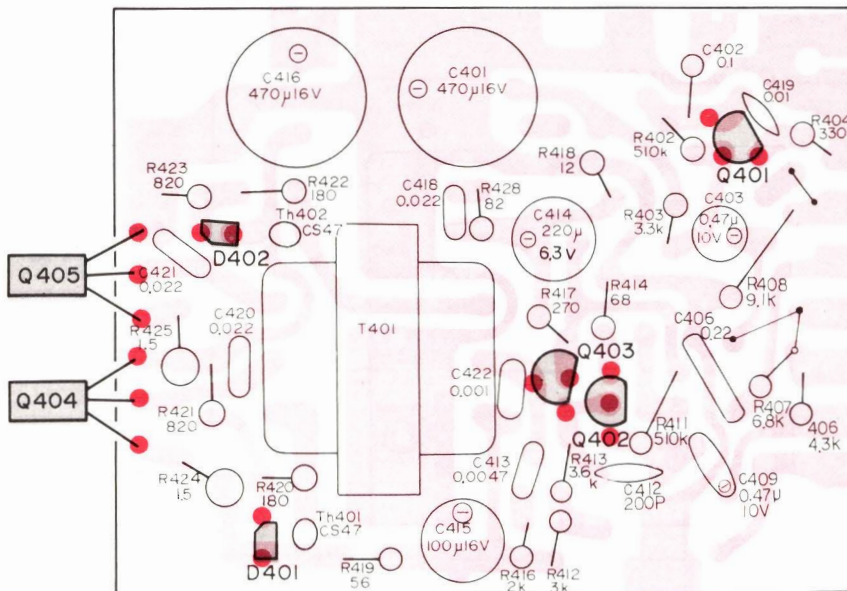 C416
470μ16V
C401
470μ16V
C402
0.1
C419
0.01
R404
330
R402
510k
Q401
R418
12
R423
820
R422
180
C418
0,022
R428
82
Th402
CS47
C414
220μ
6,3V
R403
3.3k
C403
0,47μ
10V
D402
Q405
C421
0,022
R408
9,1k
R417
270
R414
68
C406
0,22
C420
0,022
T401
R425
1,5
Q403
C422
0,001
Q404
R421
820
Q402
R411
510k
R407
6,8k
406
4,3k
R424
1,5
R420
180
C413
0,0047
R413
3.6
k
C412
200P
C409
0.47μ
10V
Th401
CS47
C415
100μ16V
D401
R419
56
R416
2k
R412
3k